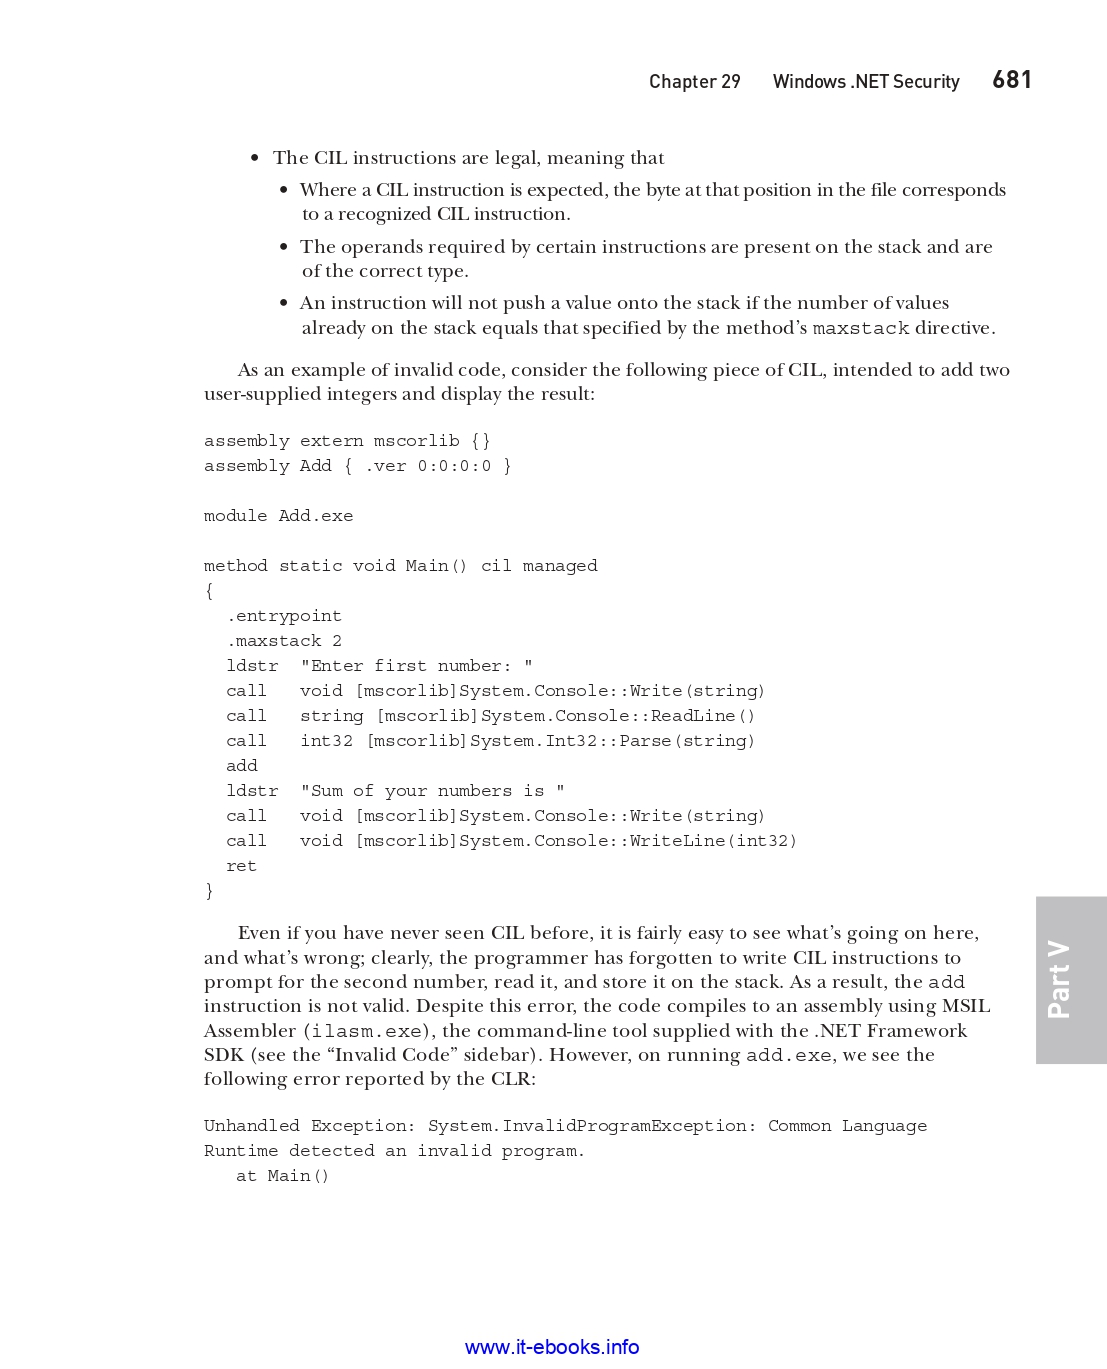 Chapter 29 Windows .NET Security 681
• The CIL instructions are legal, meaning that
• Where a CIL instruction is expected, the byte at that position in the file corresponds
to a recognized CIL instruction.
• The operands required by certain instructions are present on the stack and are
of the correct type.
• An instruction will not push a value onto the stack if the number of values
already on the stack equals that specified by the method’s maxstack directive.
As an example of invalid code, consider the following piece of CIL, intended to add two
user-supplied integers and display the result:
assembly extern mscorlib {}
assembly Add { .ver 0:0:0:0 }
module Add.exe
method static void Main() cil managed
{
.entrypoint
.maxstack 2
ldstr "Enter first number: "
call void [mscorlib]System.Console::Write(string)
call string [mscorlib]System.Console::ReadLine()
call int32 [mscorlib]System.Int32::Parse(string)
add
ldstr "Sum of your numbers is "
call void [mscorlib]System.Console::Write(string)
call void [mscorlib]System.Console::WriteLine(int32)
ret
}
Even if you have never seen CIL before, it is fairly easy to see what’s going on here,
and what’s wrong; clearly, the programmer has forgotten to write CIL instructions to
prompt for the second number, read it, and store it on the stack. As a result, the add
instruction is not valid. Despite this error, the code compiles to an assembly using MSIL
Assembler (ilasm.exe), the command-line tool supplied with the .NET Framework
SDK (see the “Invalid Code” sidebar). However, on running add.exe, we see the
following error reported by the CLR:
Unhandled Exception: System.InvalidProgramException: Common Language
Runtime detected an invalid program.
at Main()
Part V
www.it-ebooks.info